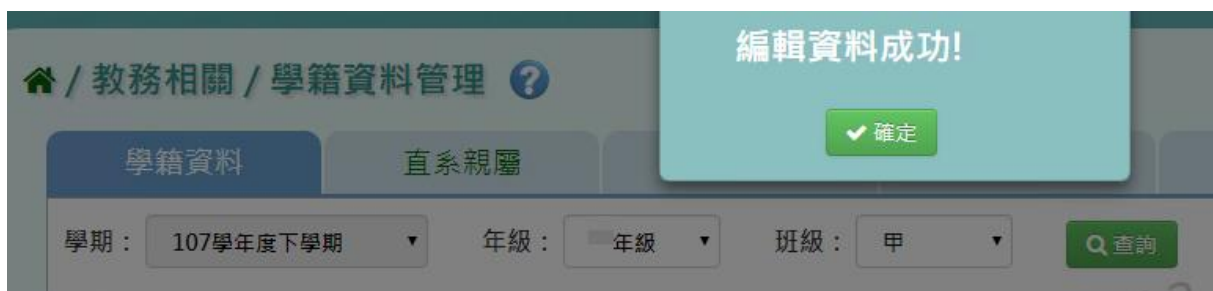 編輯資料成功!
/ 教務相關 / 學籍資料管理 ?
確定
學籍資料 直系親屬
學期： 107學年度下學期 年級： 年級 班級： 甲 查詢